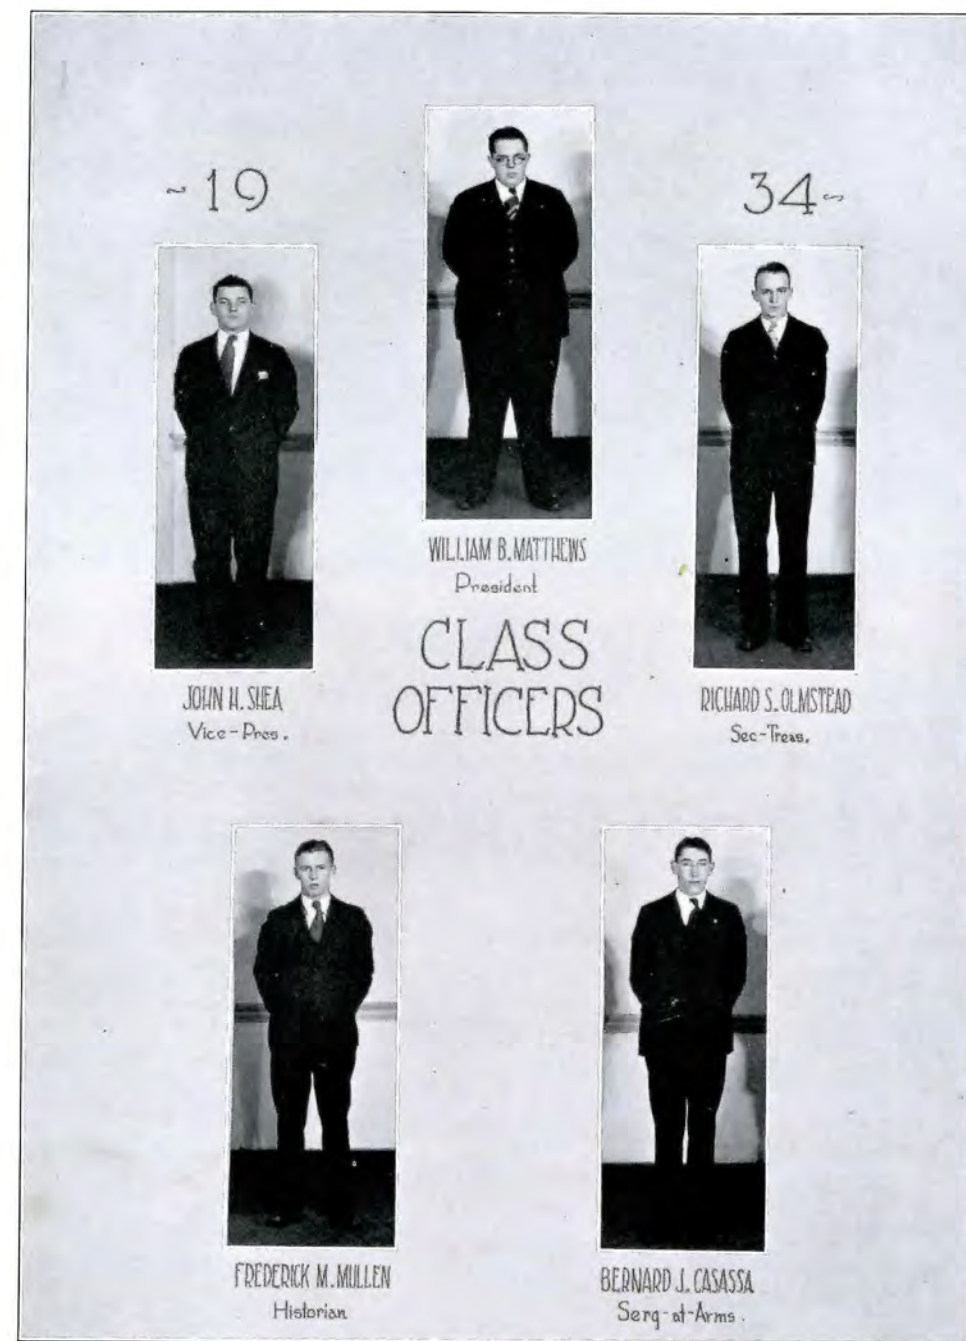 ~19
34~
WILLIAM B. MATTHEWS
President
CLASS
OFFICERS
JOHN H. SHEA
Vice-Pres.
RICHARD S. OLMSTEAD
Sec-Treas.
FREDERICK M. MULLEN
Historian
BERNARD J. CASASSA
Serg-at-Arms.